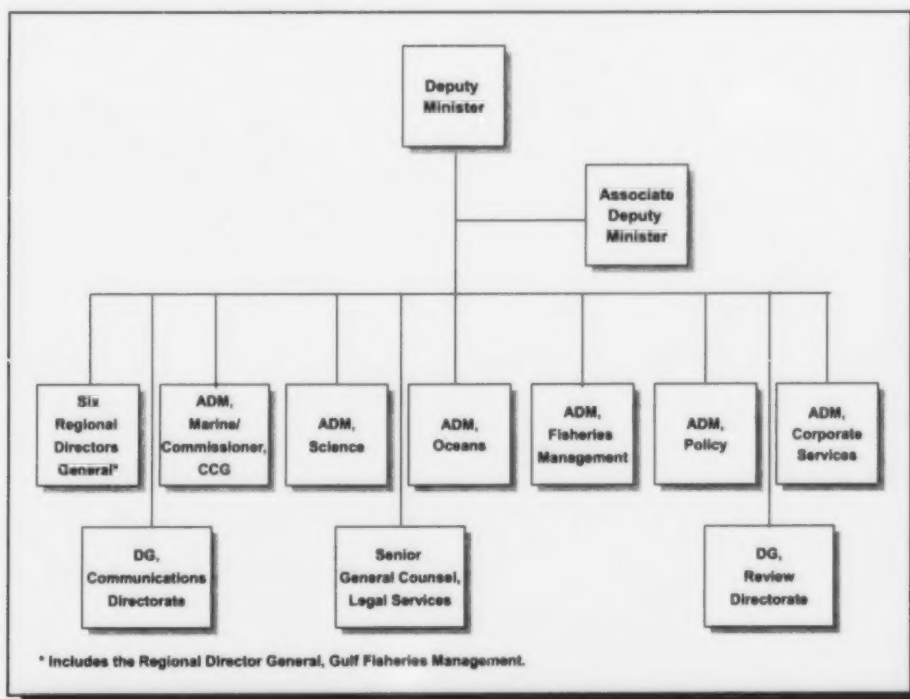 Deputy
Minister
Associate
Deputy
Minister
Six
Regional
Directors
General*
ADM,
Marine/
Commissioner,
CCG
ADM,
Science
ADM,
Oceans
ADM,
Fisheries
Management
ADM,
Policy
ADM,
Corporate
Services
DG,
Communications
Directorate
Senior
General Counsel,
Legal Services
DG,
Review
Directorate
* Includes the Regional Director General, Gulf Fisheries Management.